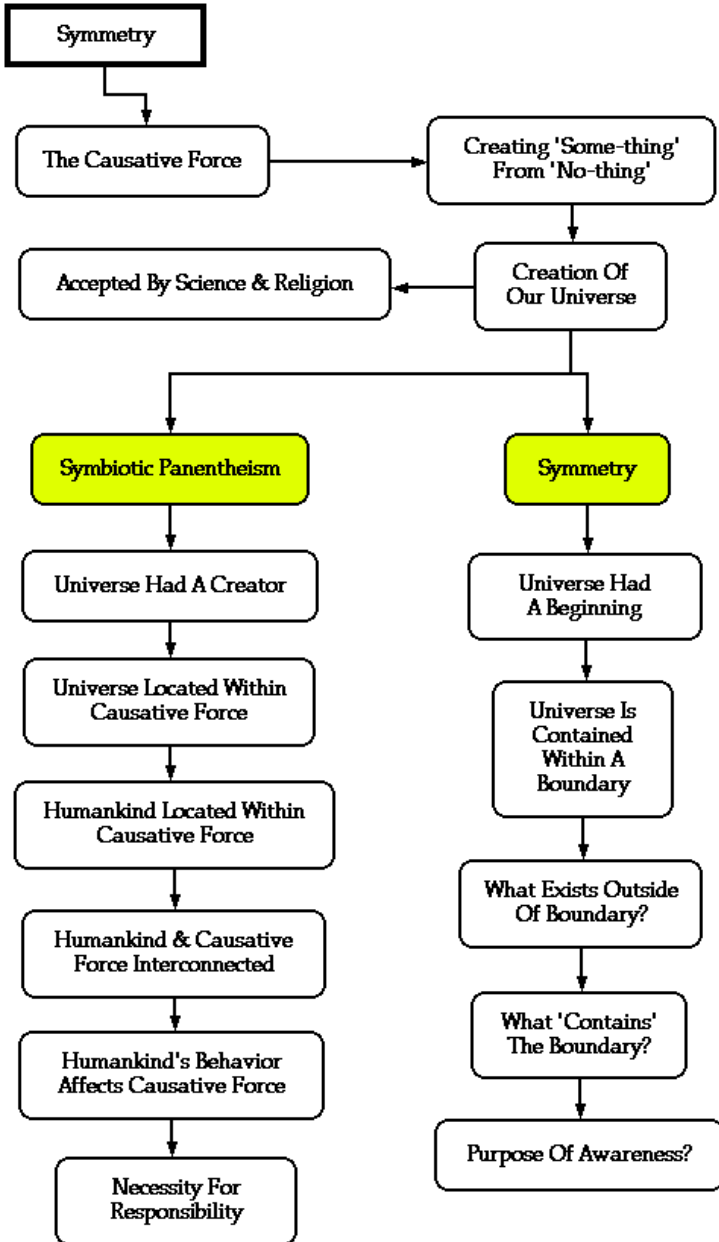 Symmetry
The Causative Force
Creating 'Some-thing'
From 'No-thing'
Accepted By Science & Religion
Creation Of
Our Universe
Symbiotic Panentheism
Symmetry
Universe Had A Creator
Universe Had
A Beginning
Universe Located Within
Causative Force
Universe Is
Contained
Within A
Boundary
Humankind Located Within
Causative Force
What Exists Outside
Of Boundary?
Humankind & Causative
Force Interconnected
What 'Contains'
The Boundary?
Humankind's Behavior
Affects Causative Force
Purpose Of Awareness?
Necessity For
Responsibility